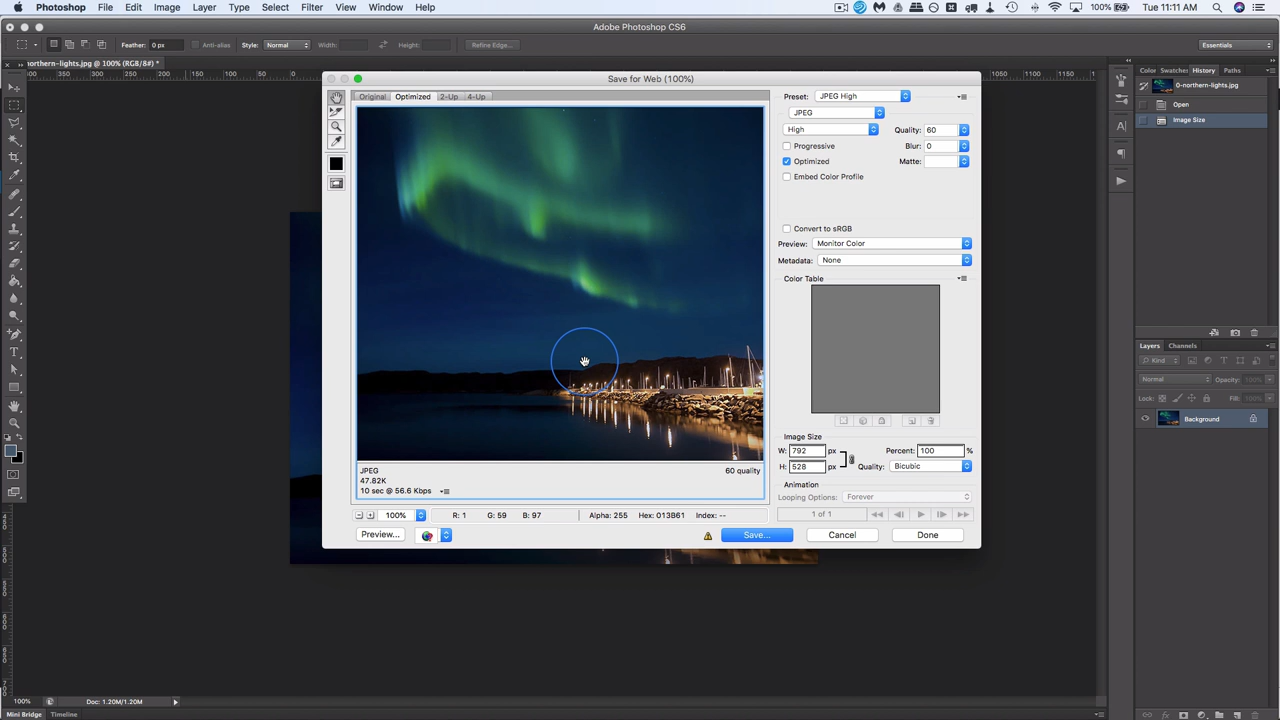 Photoshop File Edit Image Layer Type Select Filter View Window Help 100% Tue 11:11 AM
Adobe Photoshop CS6
Feather: 0 px Anti-alias Style: Normal Width: Height: Refine Edge... Essentials
northern-lights.jpg @ 100% (RGB/8#) *
Save for Web (100%)
Original Optimized 2-Up 4-Up
Preset: JPEG High
JPEG
High Quality: 60
Progressive Blur: 0
Optimized Matte:
Embed Color Profile
Convert to sRGB
Preview: Monitor Color
Metadata: None
Color Table
Image Size
W: 792 px Percent: 100 %
H: 528 px Quality: Bicubic
Animation
Looping Options: Forever
1 of 1
JPEG 60 quality
47.82K
10 sec @ 56.6 Kbps
100% R: 1 G: 59 B: 97 Alpha: 255 Hex: 013B61 Index: --
Preview... Save... Cancel Done
Color Swatches History Paths
0-northern-lights.jpg
Open
Image Size
Layers Channels
Kind
Normal Opacity: 100%
Lock: Fill: 100%
Background
100% Doc: 1.20M/1.20M
Mini Bridge Timeline